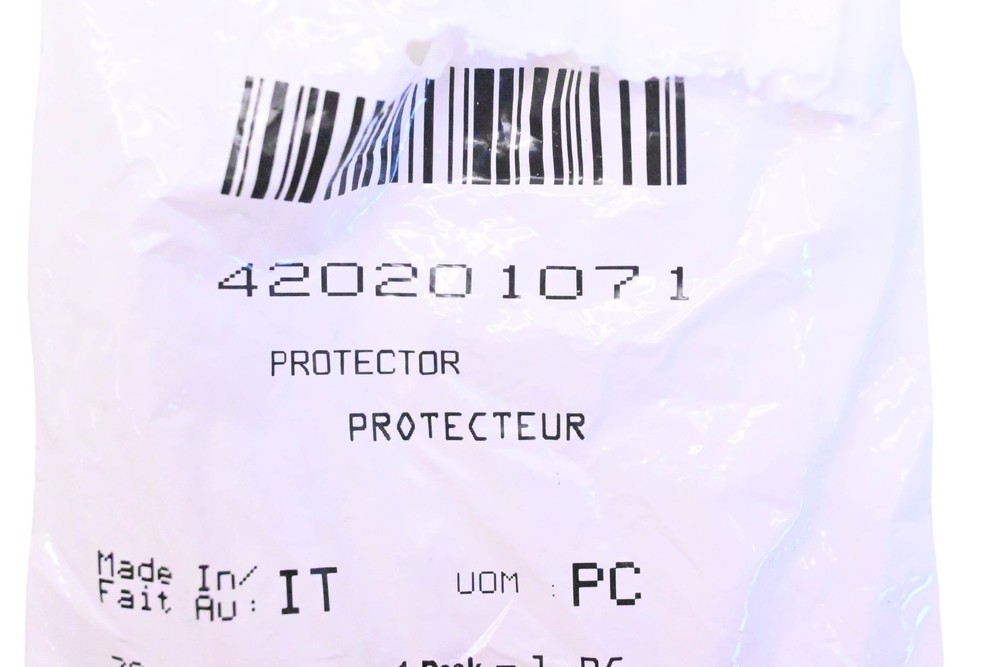 420201071
PROTECTOR
PROTECTEUR
Made In/
Fait Au : IT
UOM : PC